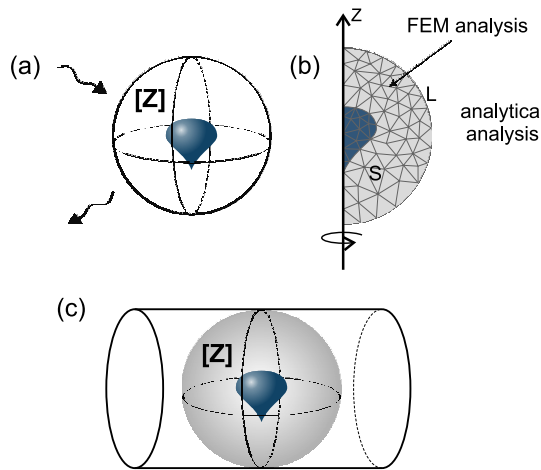 (a)
[Z]
(b)
Z
FEM analysis
L
analytica
analysis
S
(c)
[Z]